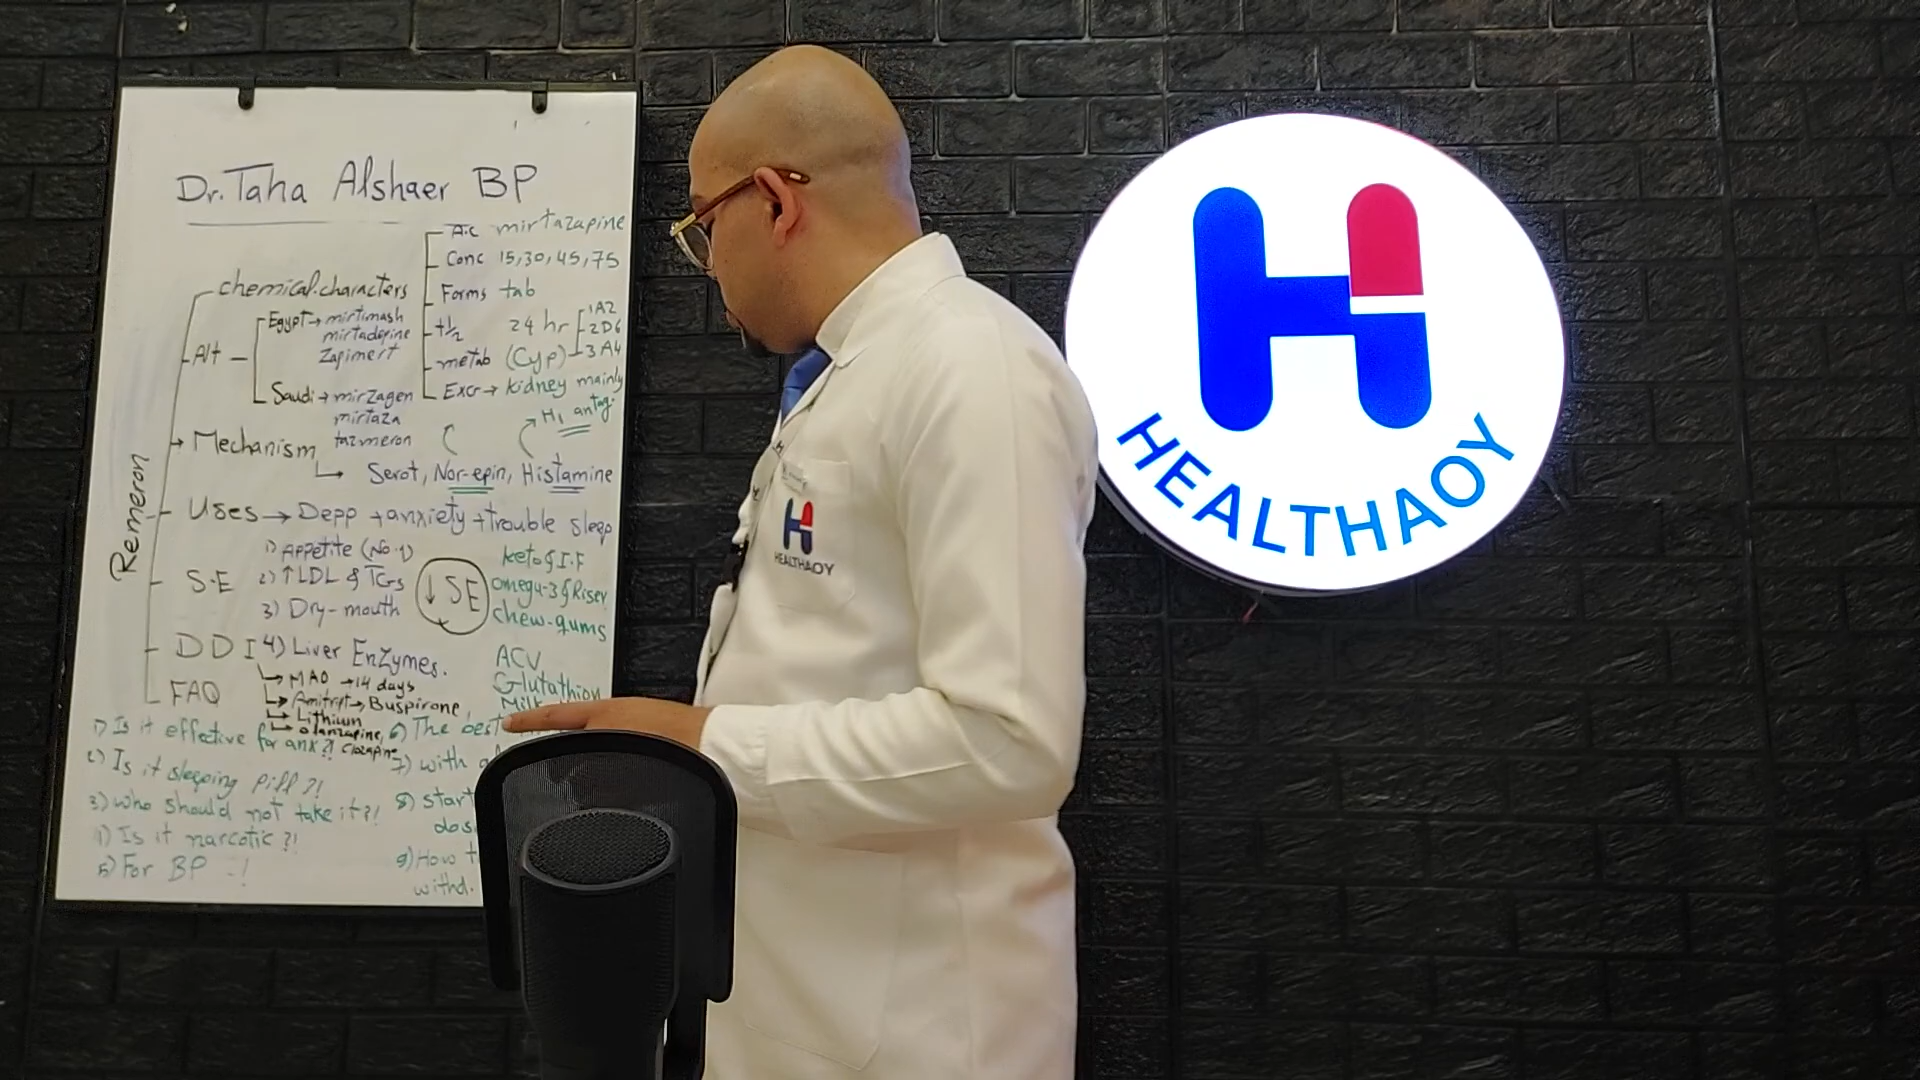 Dr.Taha Alshaer BP
Remeron
chemical.characters
A.c mirtazapine
Conc 15,30,45,75
Forms tab
t1/2 24 hr
metab (Cyp) 1A2
2D6
3A4
Excr → kidney mainly
Alt
Egypt → mirtimash
mirtadepine
Zapimert
Saudi → mirzagen
mirtaza
tazmeron
Mechanism
H1 antag.
→ Serot, Nor-epin, Histamine
Uses → Depp + anxiety + trouble sleep
S.E
1) Appetite (No.1)
2) ↑LDL & TGs
3) Dry-mouth
4) Liver Enzymes.
↓ SE
keto & I.F
omega-3 &
chew-gums
ACV
Glutathion
Milk
DDI
→ MAO → 14 days
→ Amitript → Buspirone
→ Lithium
→ olanzapine,
clozapine
FAQ
1) Is it effective for anx?!
2) Is it sleeping pill?!
3) who should not take it?!
4) Is it narcotic?!
5) For BP -!
6) The best
7) with
8) start
dos
9) How t
withd.
HEALTHAOY
HEALTHAOY